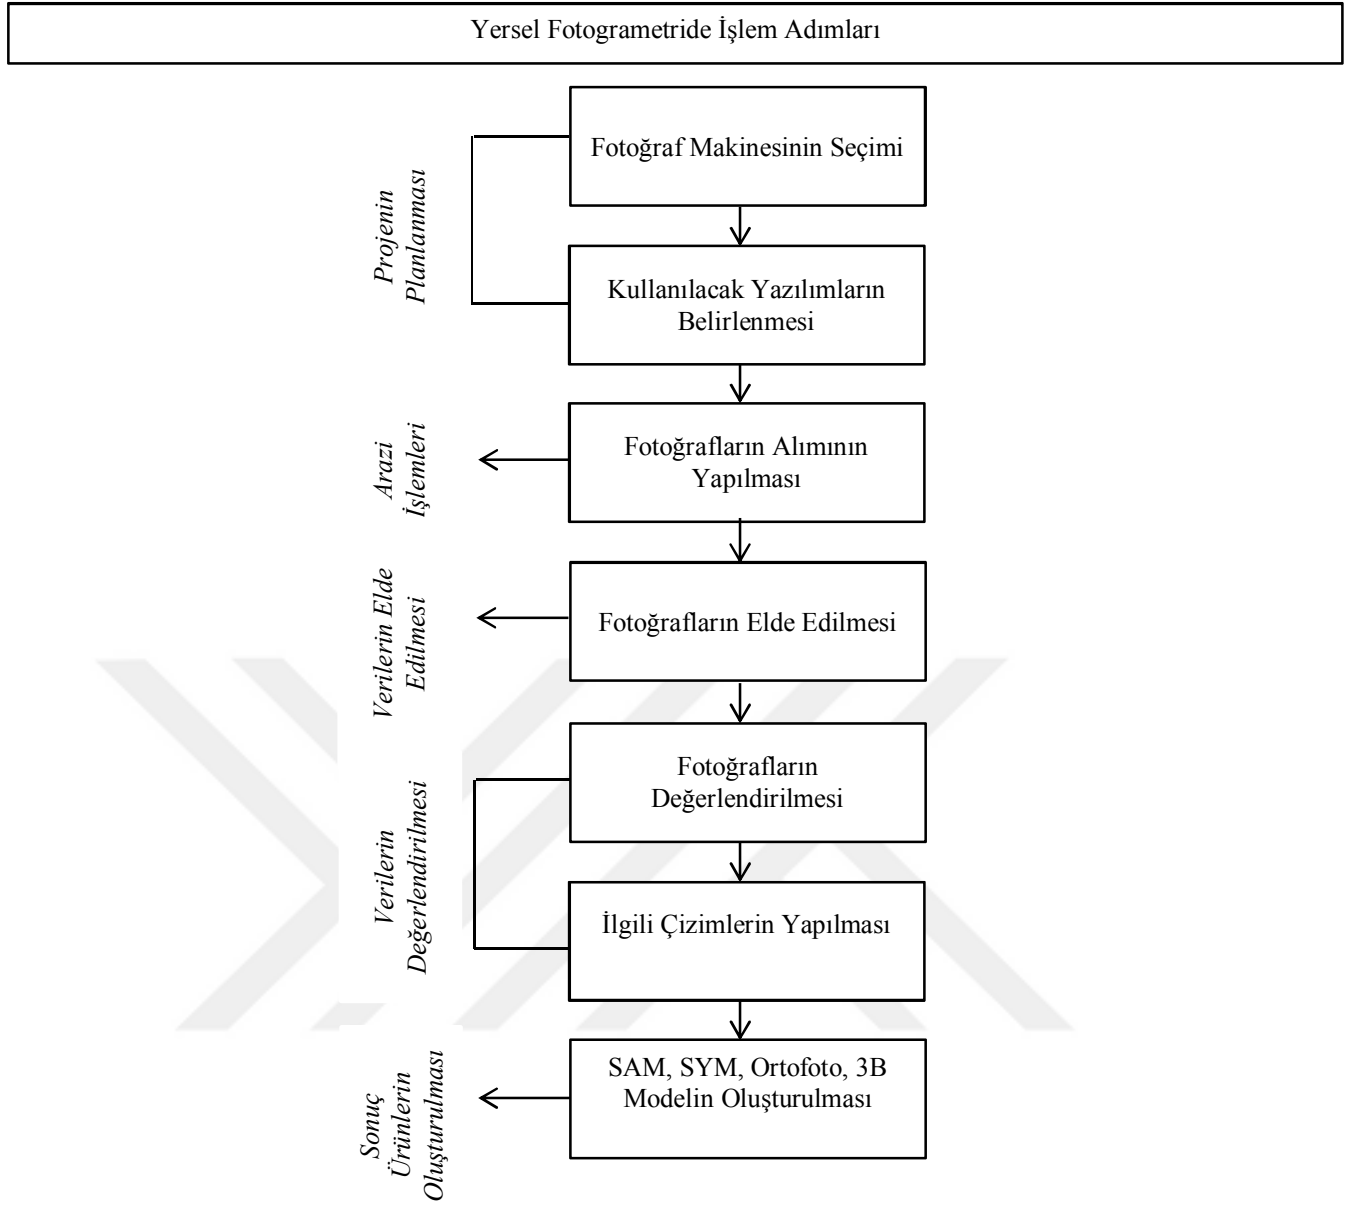 Yersel Fotogrametride İşlem Adımları
Fotoğraf Makinesinin Seçimi
Projenin
Planlanması
Kullanılacak Yazılımların
Belirlenmesi
Arazi
İşlemleri
Fotoğrafların Alımının
Yapılması
Verilerin Elde
Edilmesi
Fotoğrafların Elde Edilmesi
Verilerin
Değerlendirilmesi
Fotoğrafların
Değerlendirilmesi
İlgili Çizimlerin Yapılması
Sonuç
Ürünlerin
Oluşturulması
SAM, SYM, Ortofoto, 3B
Modelin Oluşturulması